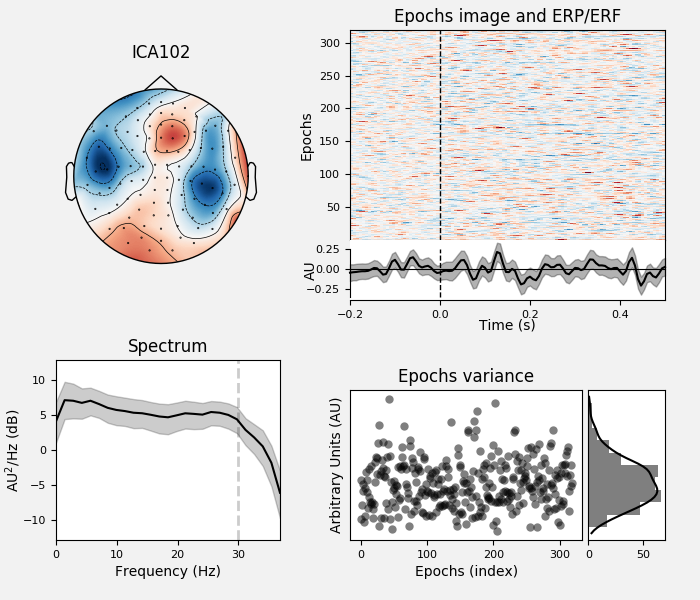 Epochs image and ERP/ERF
ICA102
300
250
200
150
100
50
Epochs
0.25
0.00
−0.25
AU
−0.2
0.0
0.2
0.4
Time (s)
Spectrum
10
5
0
−5
−10
AU²/Hz (dB)
0
10
20
30
Frequency (Hz)
Epochs variance
Arbitrary Units (AU)
0
100
200
300
Epochs (index)
0
50